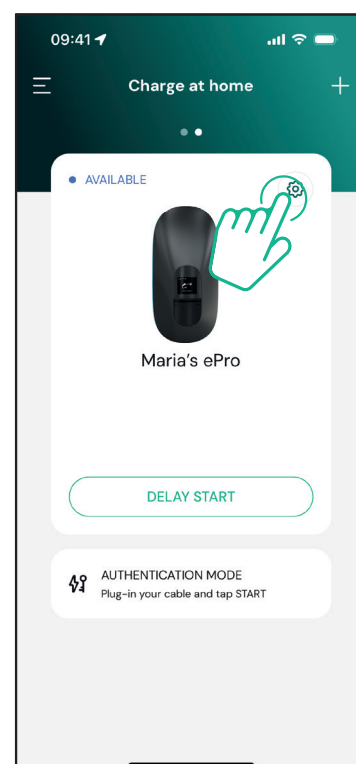 09:41
Charge at home
AVAILABLE
Maria's ePro
DELAY START
AUTHENTICATION MODE
Plug-in your cable and tap START